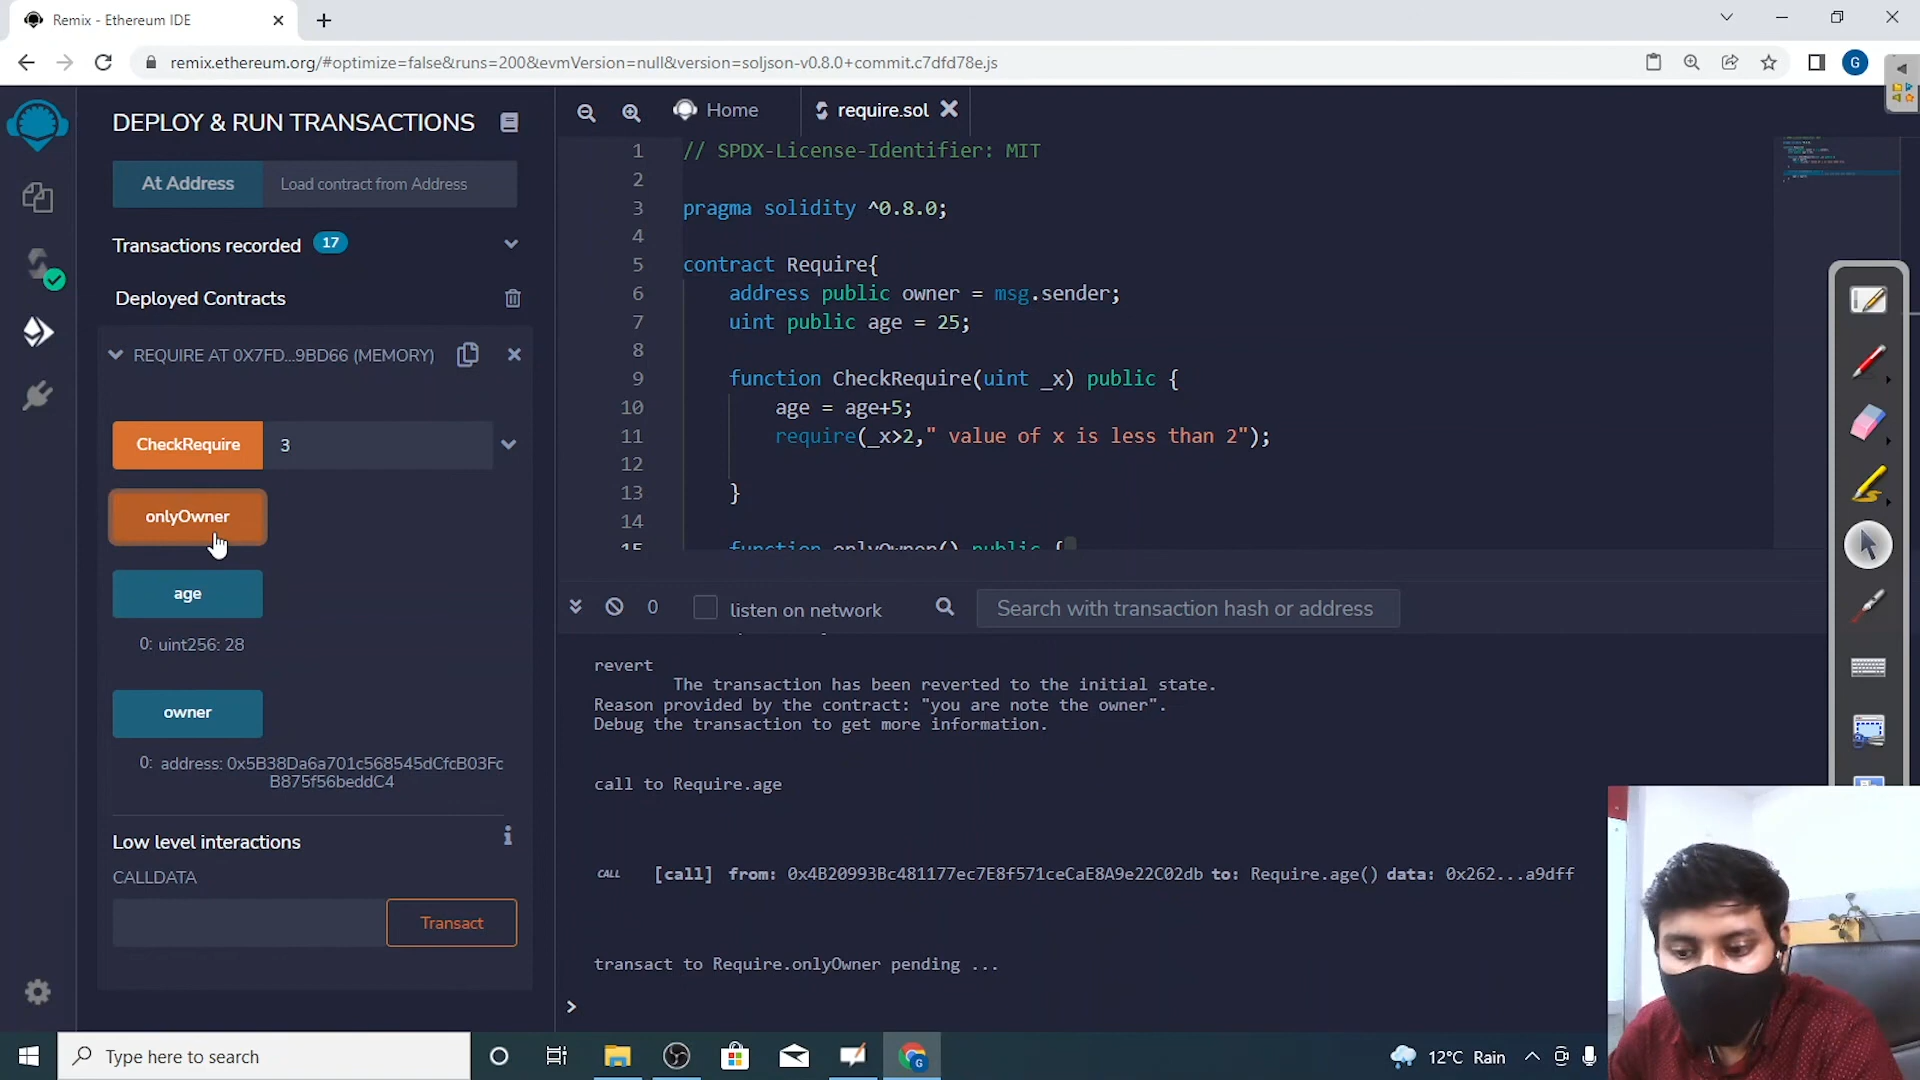 Remix - Ethereum IDE
remix.ethereum.org/#optimize=false&runs=200&evmVersion=null&version=soljson-v0.8.0+commit.c7dfd78e.js
G
DEPLOY & RUN TRANSACTIONS
At Address
Load contract from Address
Transactions recorded 17
Deployed Contracts
REQUIRE AT 0X7FD...9BD66 (MEMORY)
CheckRequire
3
onlyOwner
age
0: uint256: 28
owner
0: address: 0x5B38Da6a701c568545dCfcB03Fc
B875f56beddC4
Low level interactions
i
CALLDATA
Transact
Home
require.sol
1 // SPDX-License-Identifier: MIT
2
3 pragma solidity ^0.8.0;
4
5 contract Require{
6 address public owner = msg.sender;
7 uint public age = 25;
8
9 function CheckRequire(uint _x) public {
10 age = age+5;
11 require(_x>2," value of x is less than 2");
12
13 }
14
15 function onlyOwner() public {
0
listen on network
Search with transaction hash or address
revert
The transaction has been reverted to the initial state.
Reason provided by the contract: "you are note the owner".
Debug the transaction to get more information.
call to Require.age
CALL [call] from: 0x4B20993Bc481177ec7E8f571ceCaE8A9e22C02db to: Require.age() data: 0x262...a9dff
transact to Require.onlyOwner pending ...
>
Type here to search
G
12°C Rain